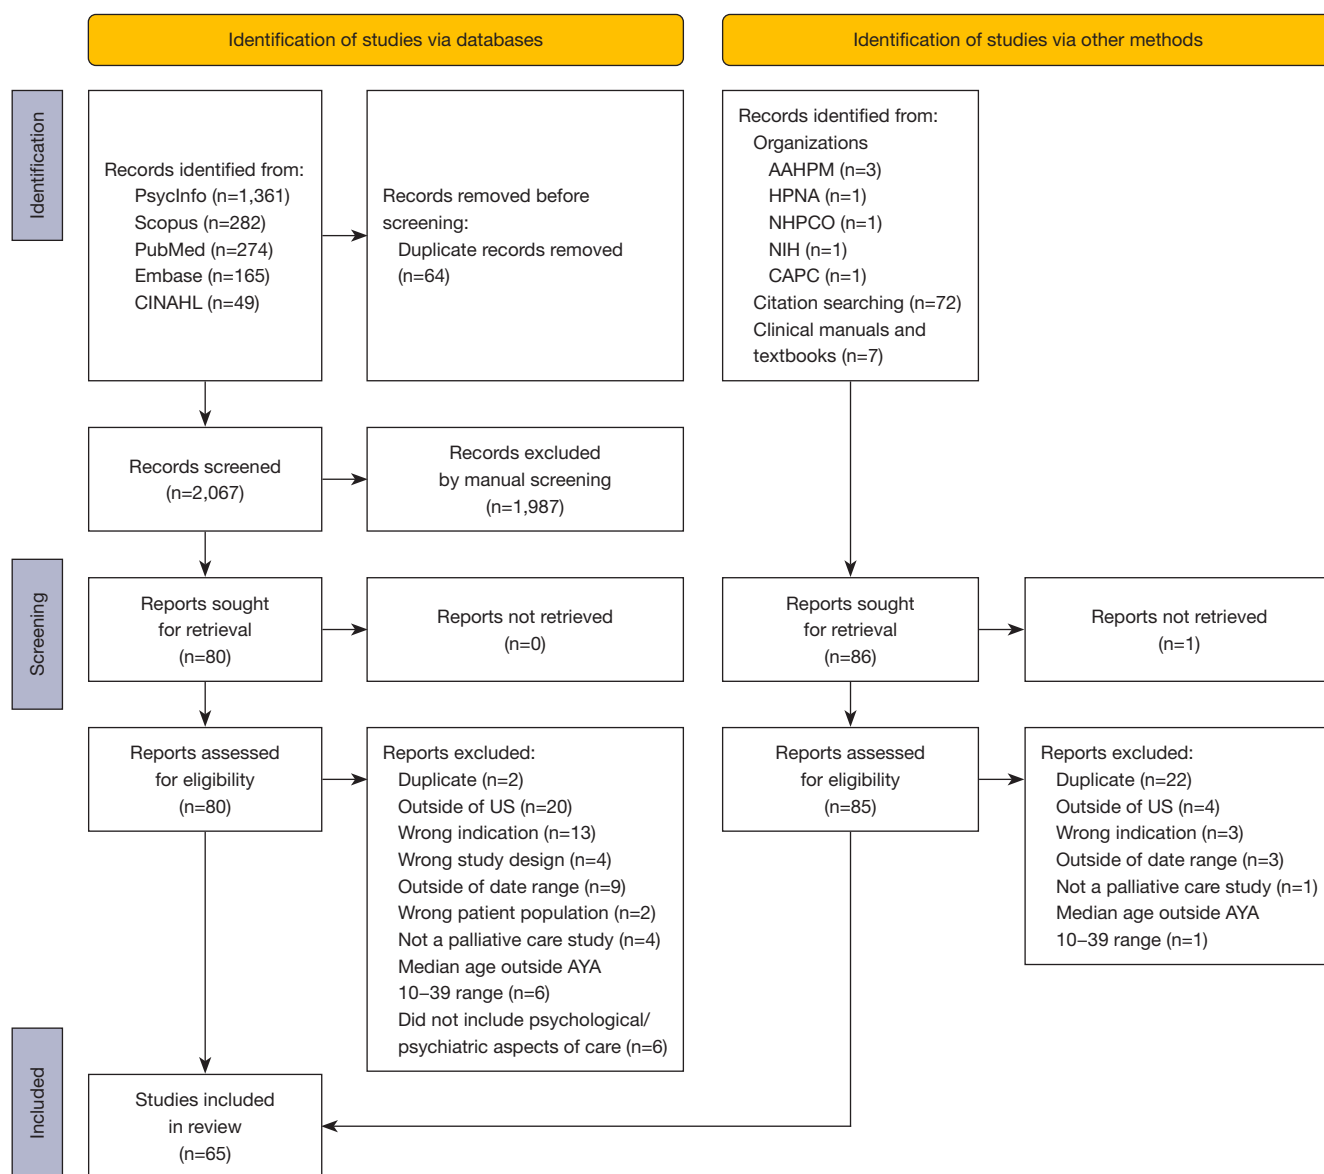 Identification of studies via databases
Identification of studies via other methods
Identification
Records identified from:
PsycInfo (n=1,361)
Scopus (n=282)
PubMed (n=274)
Embase (n=165)
CINAHL (n=49)
Records removed before
screening:
Duplicate records removed
(n=64)
Records identified from:
Organizations
AAHPM (n=3)
HPNA (n=1)
NHPCO (n=1)
NIH (n=1)
CAPC (n=1)
Citation searching (n=72)
Clinical manuals and
textbooks (n=7)
Records screened
(n=2,067)
Records excluded
by manual screening
(n=1,987)
Screening
Reports sought
for retrieval
(n=80)
Reports not retrieved
(n=0)
Reports sought
for retrieval
(n=86)
Reports not retrieved
(n=1)
Reports assessed
for eligibility
(n=80)
Reports excluded:
Duplicate (n=2)
Outside of US (n=20)
Wrong indication (n=13)
Wrong study design (n=4)
Outside of date range (n=9)
Wrong patient population (n=2)
Not a palliative care study (n=4)
Median age outside AYA
10–39 range (n=6)
Did not include psychological/
psychiatric aspects of care (n=6)
Reports assessed
for eligibility
(n=85)
Reports excluded:
Duplicate (n=22)
Outside of US (n=4)
Wrong indication (n=3)
Outside of date range (n=3)
Not a palliative care study (n=1)
Median age outside AYA
10–39 range (n=1)
Included
Studies included
in review
(n=65)